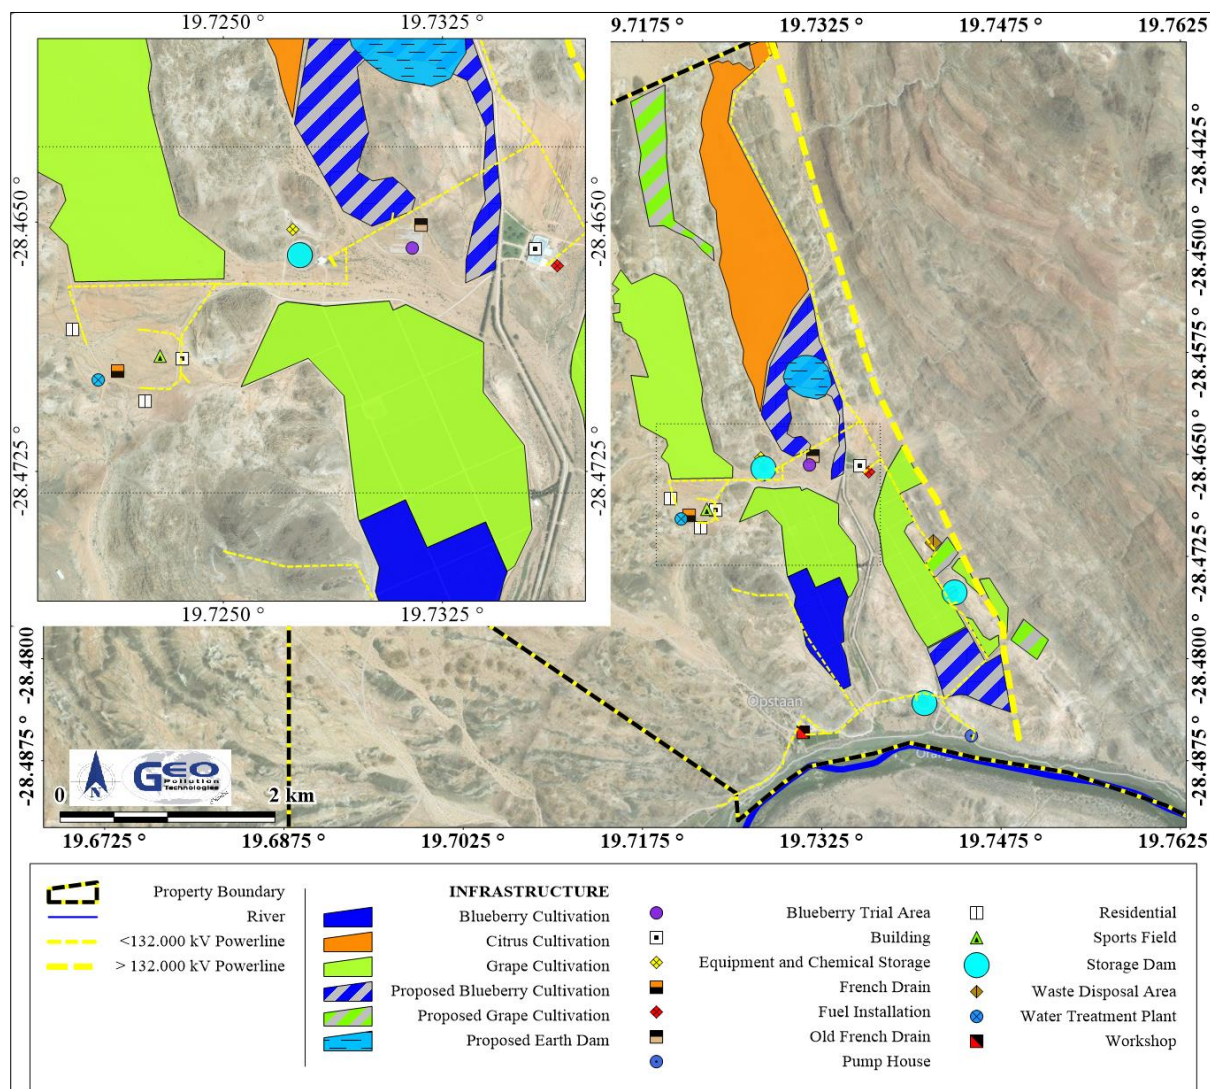 19.7250 °
19.7325 °
19.7175 °
19.7325 °
19.7475 °
19.7625 °
-28.4650 °
-28.4725 °
-28.4650 °
-28.4725 °
19.7250 °
19.7325 °
-28.4425 °
-28.4500 °
-28.4575 °
-28.4650 °
-28.4725 °
-28.4800 °
-28.4875 °
-28.4800 °
-28.4875 °
Opstaan
Orang
GEO
Pollution
Technologies
N
0
2 km
19.6725 °
19.6875 °
19.7025 °
19.7175 °
19.7325 °
19.7475 °
19.7625 °
Property Boundary
River
<132.000 kV Powerline
> 132.000 kV Powerline
INFRASTRUCTURE
Blueberry Cultivation
Citrus Cultivation
Grape Cultivation
Proposed Blueberry Cultivation
Proposed Grape Cultivation
Proposed Earth Dam
Blueberry Trial Area
Building
Equipment and Chemical Storage
French Drain
Fuel Installation
Old French Drain
Pump House
Residential
Sports Field
Storage Dam
Waste Disposal Area
Water Treatment Plant
Workshop